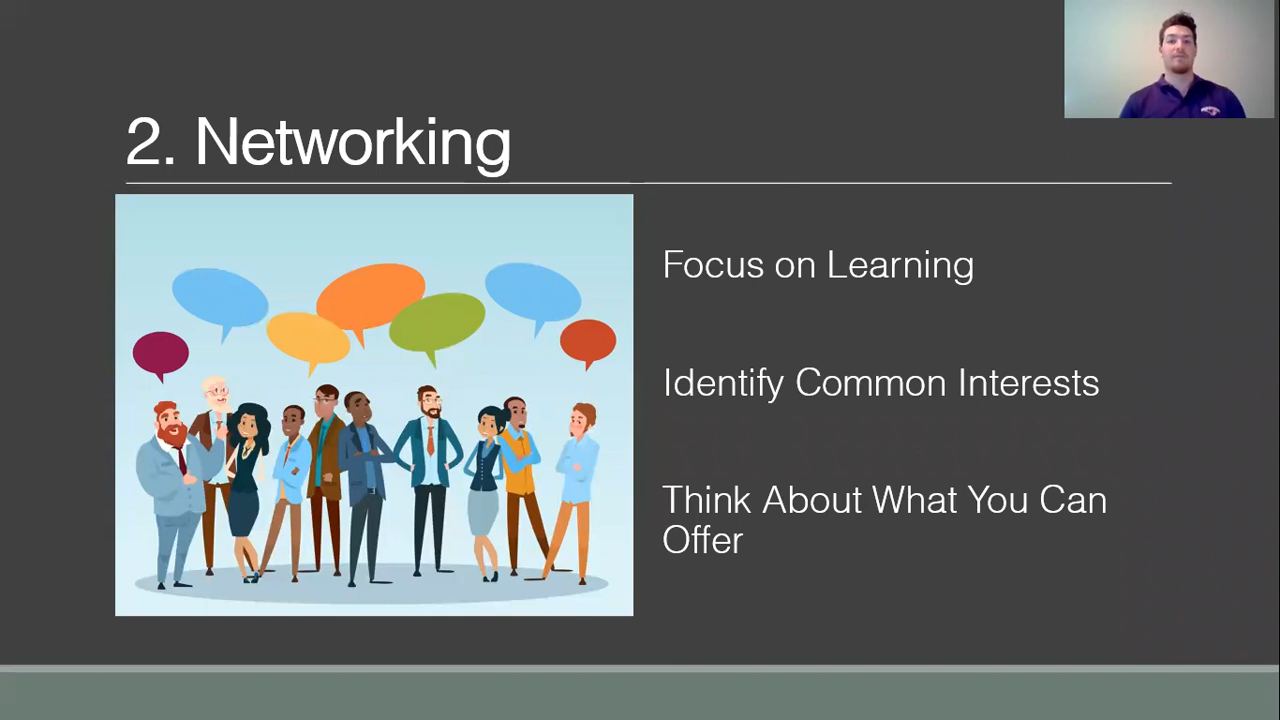 2. Networking
Focus on Learning
Identify Common Interests
Think About What You Can
Offer